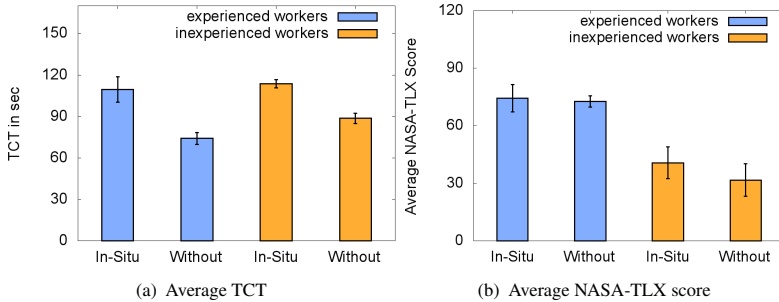 experienced workers
inexperienced workers
TCT in sec
150
120
90
60
30
0
In-Situ Without In-Situ Without
(a) Average TCT
experienced workers
inexperienced workers
Average NASA-TLX Score
120
90
60
30
0
In-Situ Without In-Situ Without
(b) Average NASA-TLX score